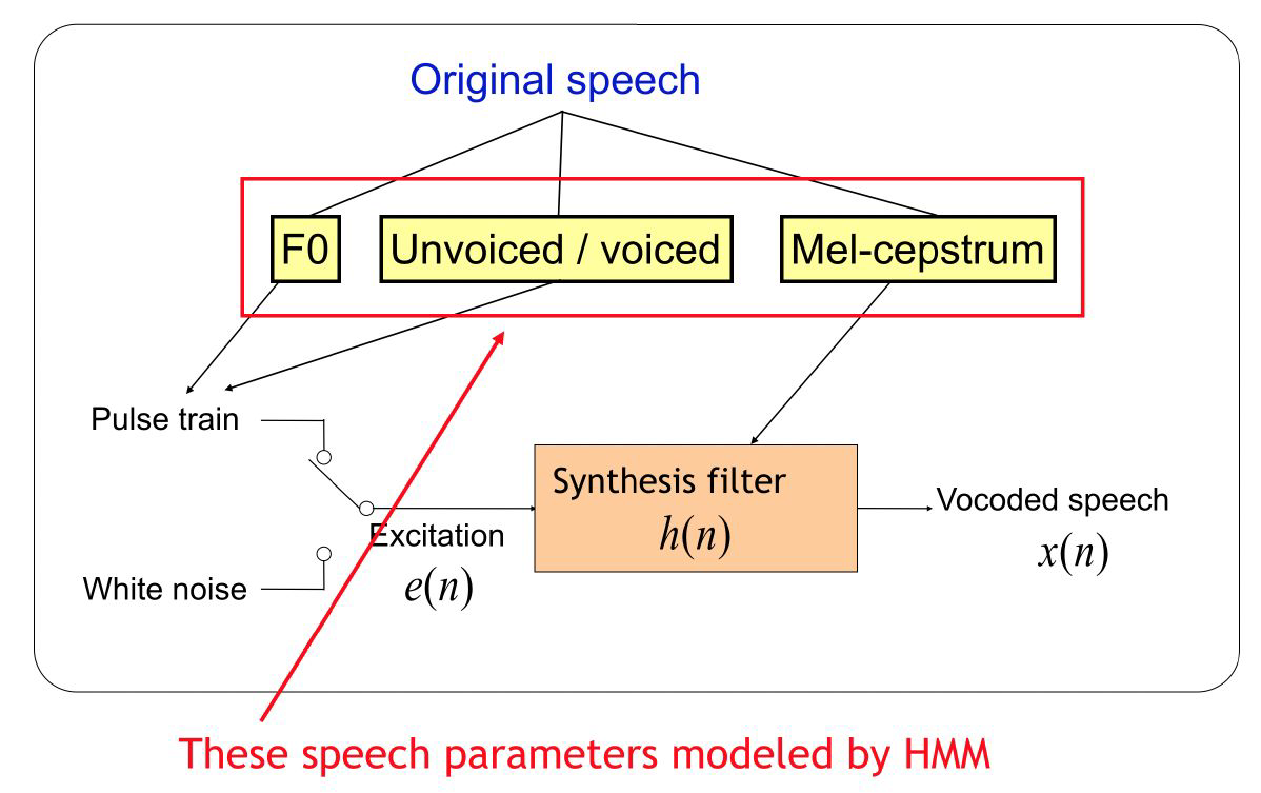 Original speech
F0
Unvoiced / voiced
Mel-cepstrum
Pulse train
Synthesis filter
h(n)
Vocoded speech
x(n)
Excitation
e(n)
White noise
These speech parameters modeled by HMM